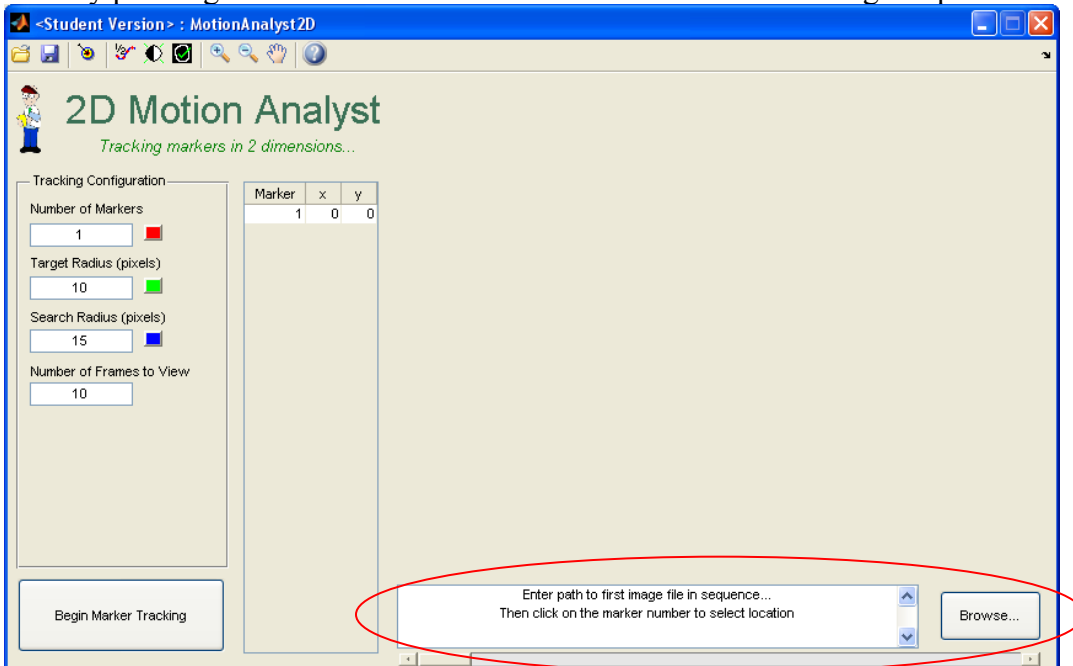 <Student Version> : MotionAnalyst2D
2D Motion Analyst
Tracking markers in 2 dimensions...
Tracking Configuration
Number of Markers
1
Target Radius (pixels)
10
Search Radius (pixels)
15
Number of Frames to View
10
Marker x y
1 0 0
Begin Marker Tracking
Enter path to first image file in sequence...
Then click on the marker number to select location
Browse...